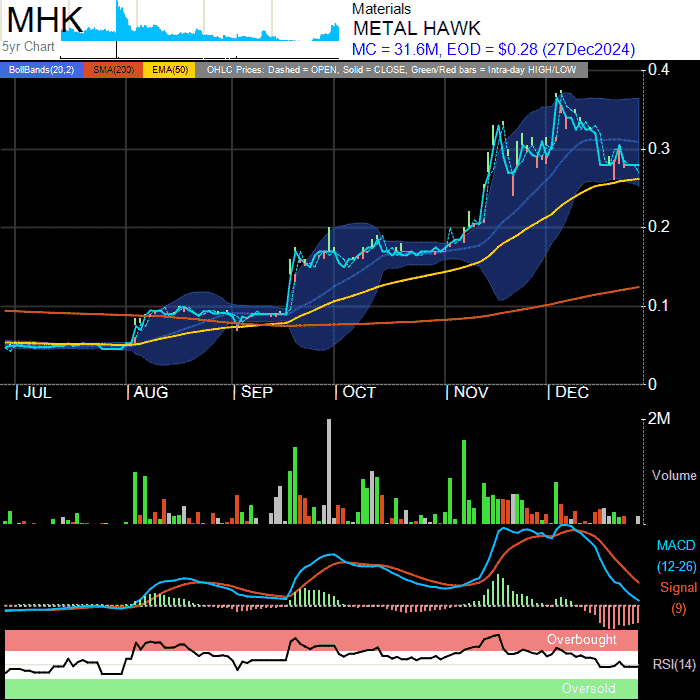 MHK
5yr Chart
Materials
METAL HAWK
MC = 31.6M, EOD = $0.28 (27Dec2024)
BollBands(20,2) SMA(200) EMA(50) OHLC Prices: Dashed = OPEN, Solid = CLOSE, Green/Red bars = Intra-day HIGH/LOW
0.4
0.3
0.2
0.1
0
JUL AUG SEP OCT NOV DEC
2M
Volume
MACD
(12-26)
Signal
(9)
Overbought
RSI(14)
Oversold